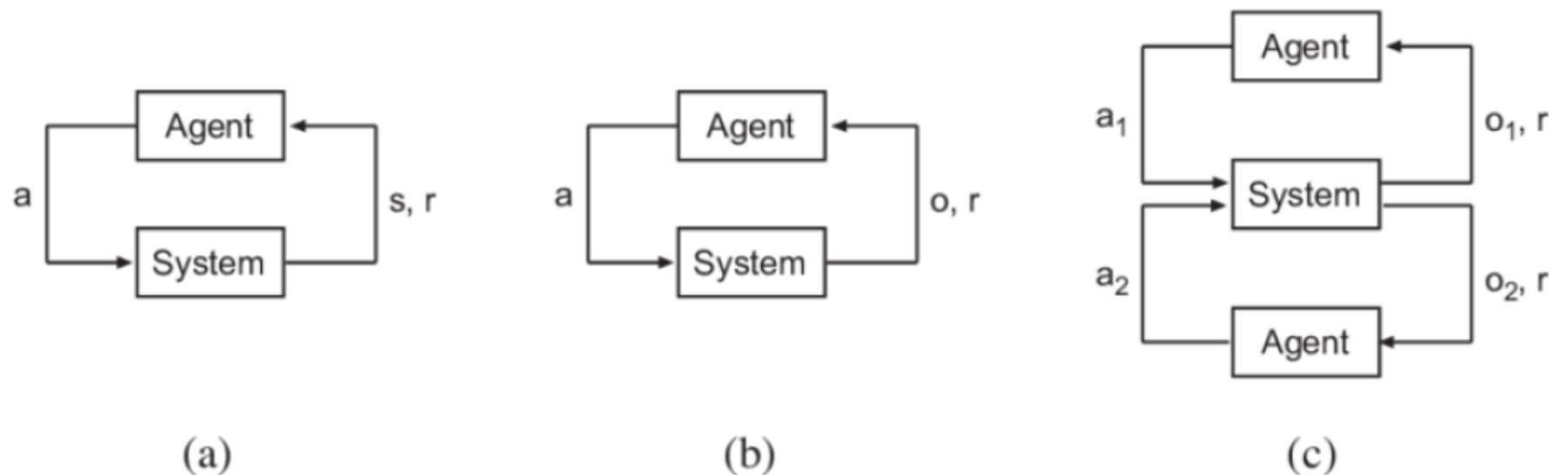 Agent
a
s, r
System
(a)
Agent
a
o, r
System
(b)
Agent
a₁
o₁, r
System
a₂
o₂, r
Agent
(c)